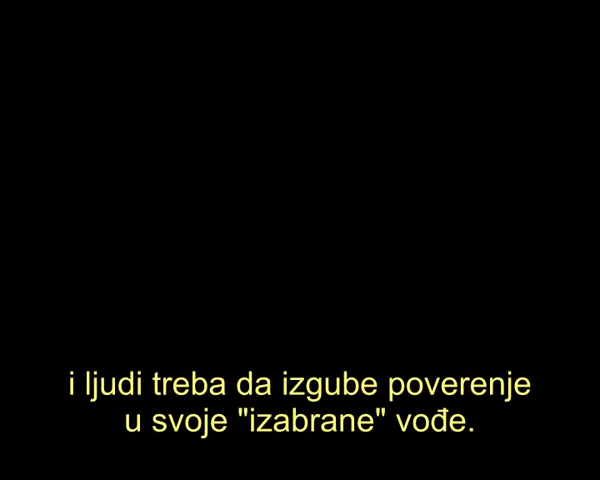 i ljudi treba da izgube poverenje
u svoje "izabrane" vođe.